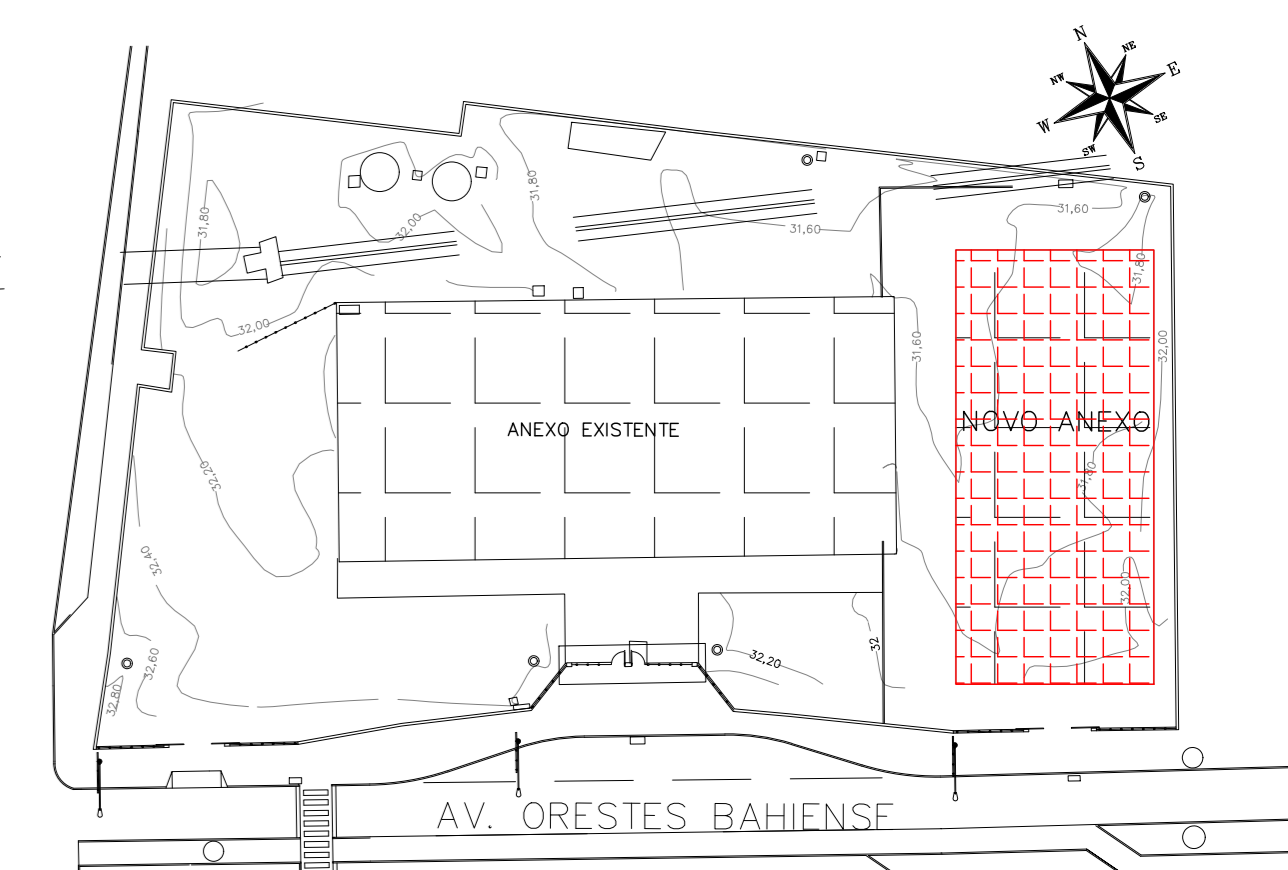 N
NE
E
NW
SE
W
SW
S
31,80
31,80
32,00
31,60
31,60
31,80
32,00
31,60
32,00
NOVO ANEXO
ANEXO EXISTENTE
32,20
31,80
32,40
32,00
32,60
32,20
32
32,80
AV. ORESTES BAHIENSE